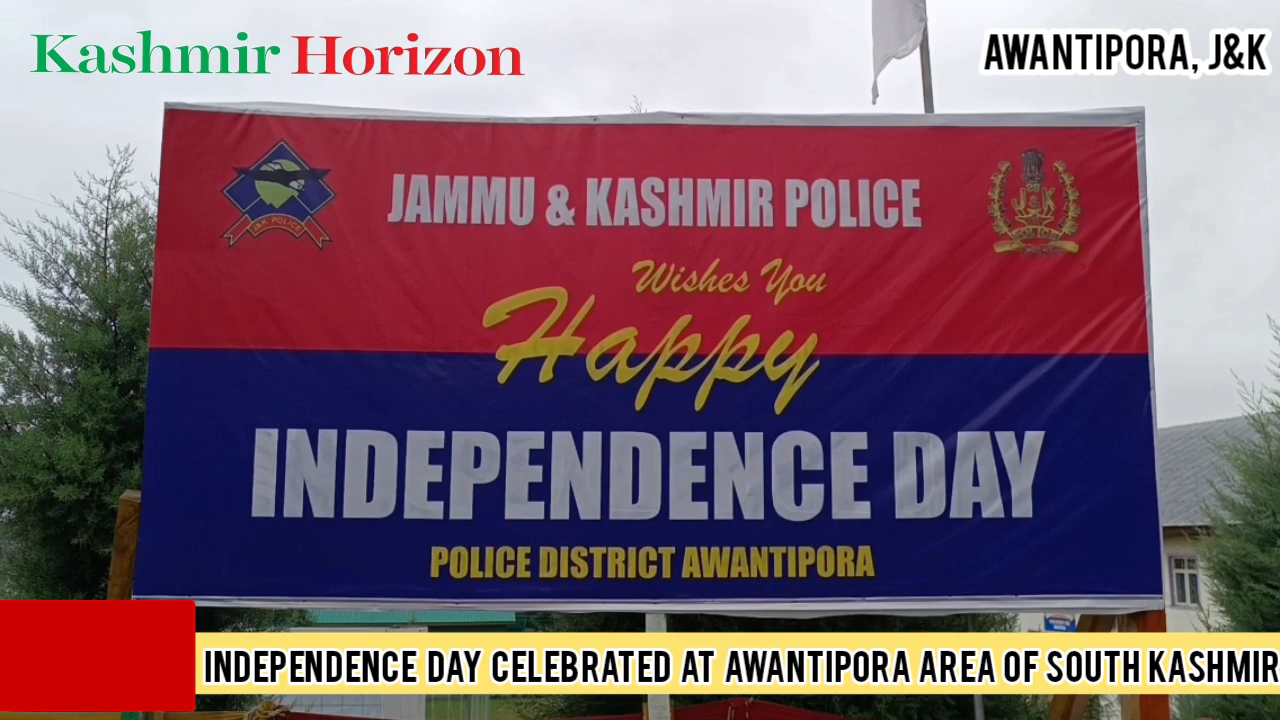 Kashmir Horizon
AWANTIPORA, J&K
J&K POLICE
JAMMU & KASHMIR POLICE
Wishes You
Happy
INDEPENDENCE DAY
POLICE DISTRICT AWANTIPORA
INDEPENDENCE DAY CELEBRATED AT AWANTIPORA AREA OF SOUTH KASHMIR